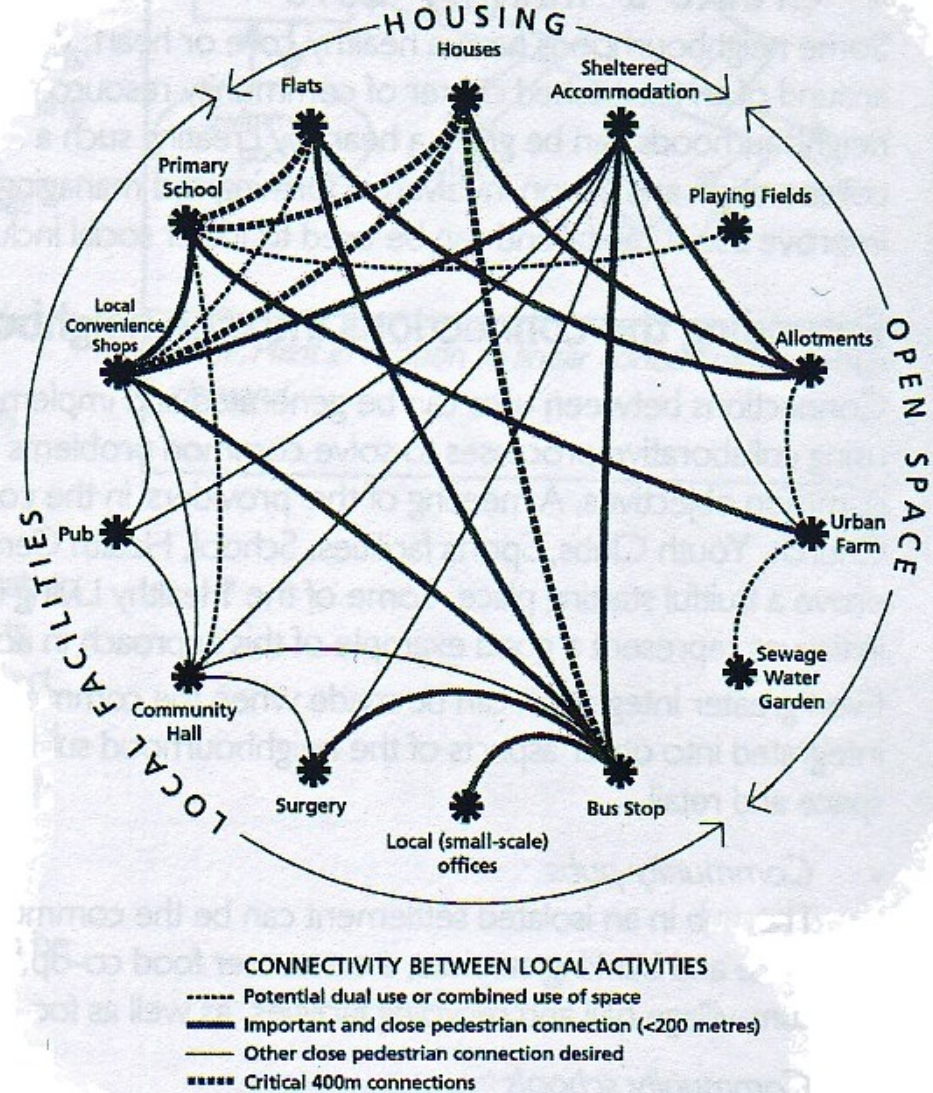 HOUSING
Houses
Flats
Sheltered
Accommodation
Primary
School
Playing Fields
Local
Convenience
Shops
Allotments
OPEN SPACE
Pub
Urban
Farm
LOCAL FACILITIES
Sewage
Water
Garden
Community
Hall
Surgery
Bus Stop
Local (small-scale)
offices
CONNECTIVITY BETWEEN LOCAL ACTIVITIES
Potential dual use or combined use of space
Important and close pedestrian connection (<200 metres)
Other close pedestrian connection desired
Critical 400m connections